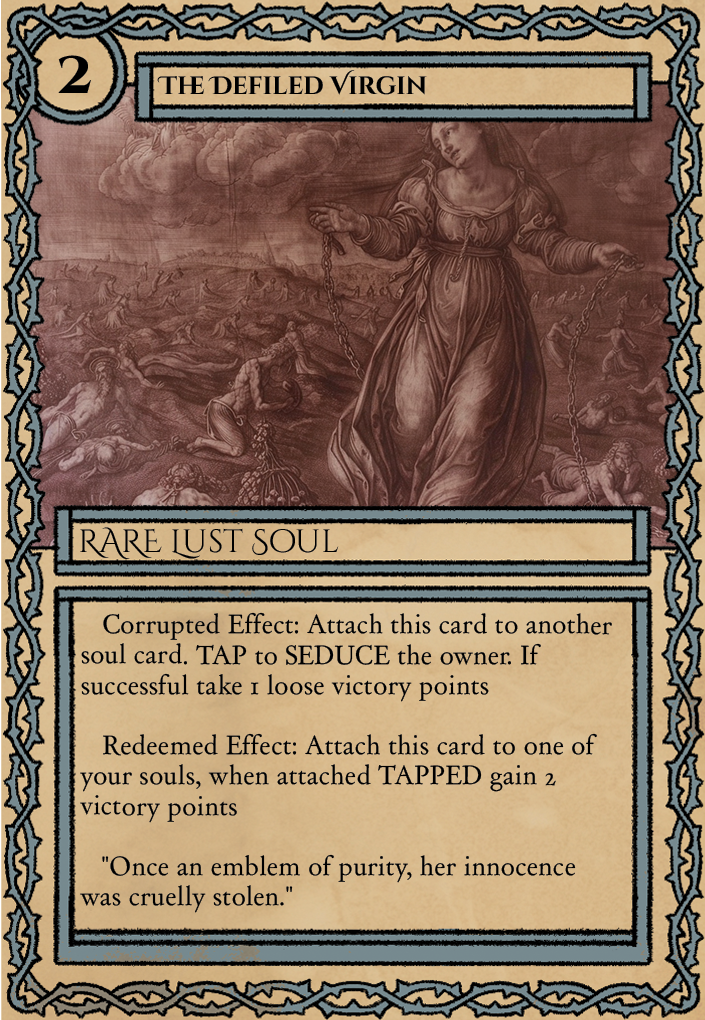 2
THE DEFILED VIRGIN
RARE LUST SOUL
Corrupted Effect: Attach this card to another
soul card. TAP to SEDUCE the owner. If
successful take 1 loose victory points
Redeemed Effect: Attach this card to one of
your souls, when attached TAPPED gain 2
victory points
"Once an emblem of purity, her innocence
was cruelly stolen."